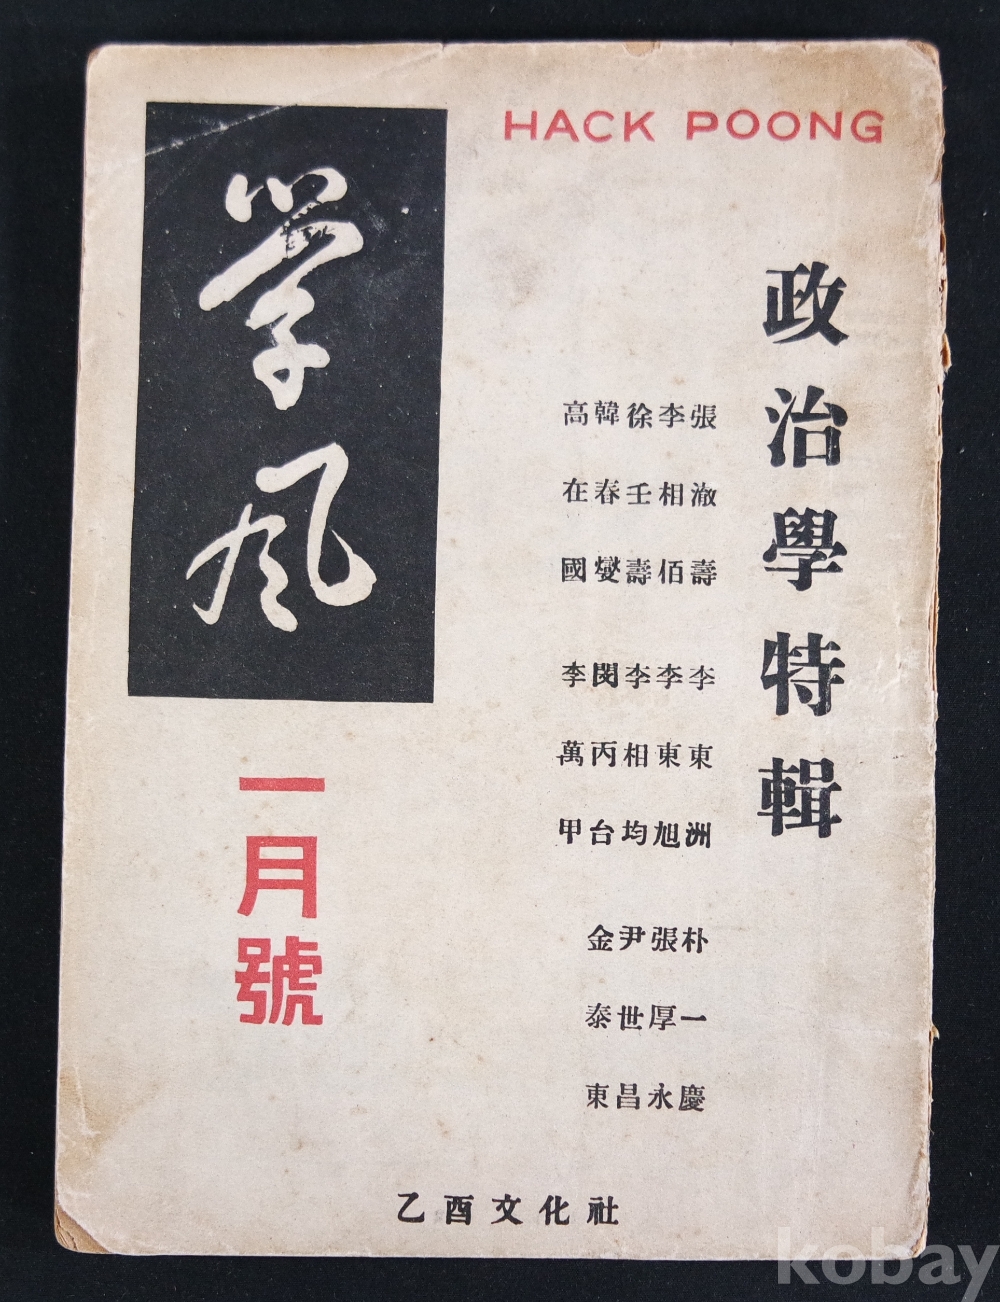 HACK POONG
學風
一月號
政治學特輯
張澈壽
李相佰
徐壬壽
韓春燮
高在國
李東洲
李東旭
李相均
閔丙台
李萬甲
朴一慶
張厚永
尹世昌
金泰東
乙酉文化社
kobay